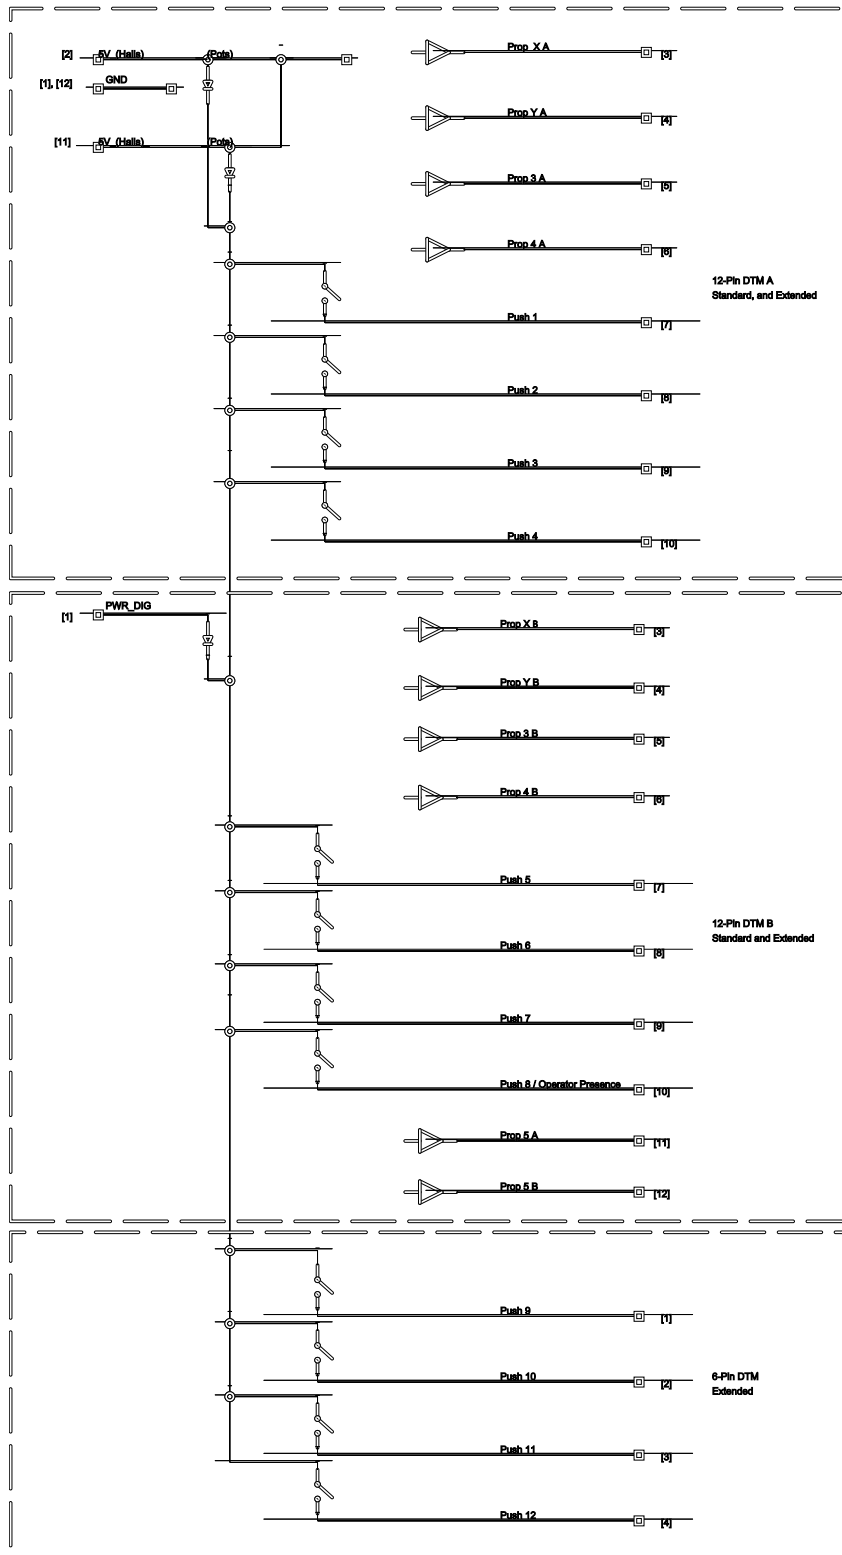 [2] 5V_(Halls) (Pots)
[1], [12] GND
[11] 5V_(Halls) (Pots)
Prop_X A [3]
Prop Y A [4]
Prop 3 A [5]
Prop 4 A [6]
12-Pin DTM A
Standard, and Extended
Push 1 [7]
Push 2 [8]
Push 3 [9]
Push 4 [10]
[1] PWR_DIG
Prop X B [3]
Prop Y B [4]
Prop 3 B [5]
Prop 4 B [6]
Push 5 [7]
12-Pin DTM B
Standard and Extended
Push 6 [8]
Push 7 [9]
Push 8 / Operator Presence [10]
Prop 5 A [11]
Prop 5 B [12]
Push 9 [1]
Push 10 [2]
6-Pin DTM
Extended
Push 11 [3]
Push 12 [4]